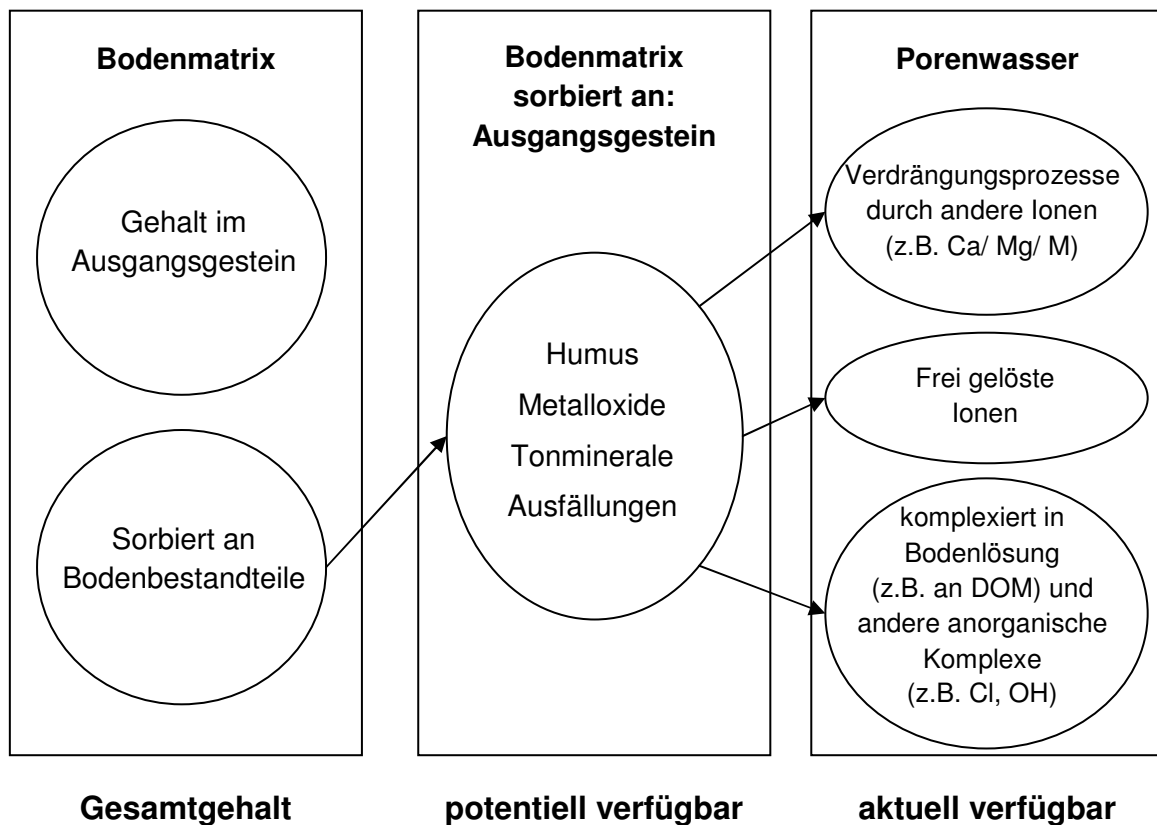 Bodenmatrix
Gehalt im
Ausgangsgestein
Sorbiert an
Bodenbestandteile
Gesamtgehalt
Bodenmatrix
sorbiert an:
Ausgangsgestein
Humus
Metalloxide
Tonminerale
Ausfällungen
potentiell verfügbar
Porenwasser
Verdrängungsprozesse
durch andere Ionen
(z.B. Ca/ Mg/ M)
Frei gelöste
Ionen
komplexiert in
Bodenlösung
(z.B. an DOM) und
andere anorganische
Komplexe
(z.B. Cl, OH)
aktuell verfügbar